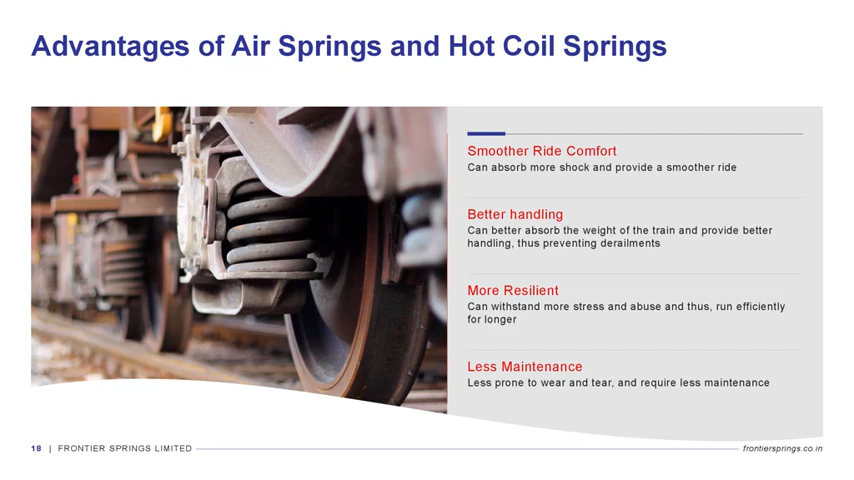 Advantages of Air Springs and Hot Coil Springs
Smoother Ride Comfort
Can absorb more shock and provide a smoother ride
Better handling
Can better absorb the weight of the train and provide better
handling, thus preventing derailments
More Resilient
Can withstand more stress and abuse and thus, run efficiently
for longer
Less Maintenance
Less prone to wear and tear, and require less maintenance
18 | FRONTIER SPRINGS LIMITED
frontiersprings.co.in